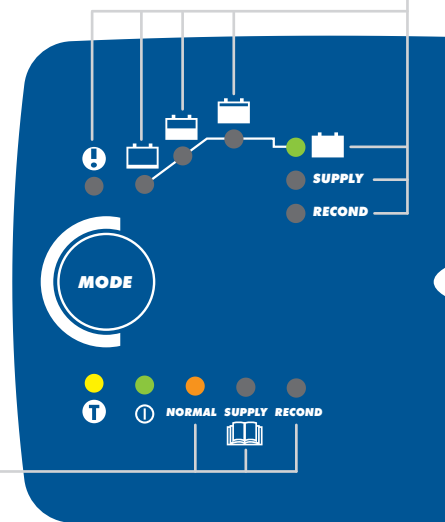 SUPPLY
RECOND
MODE
T
NORMAL SUPPLY RECOND